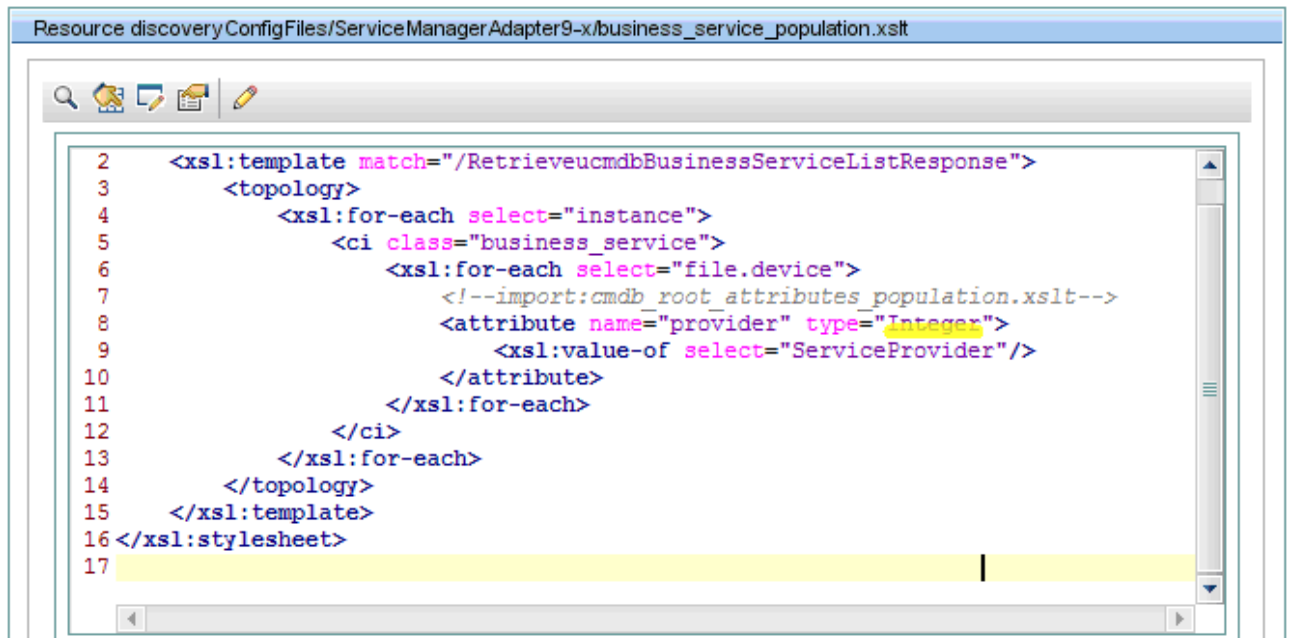 Resource discoveryConfigFiles/ServiceManagerAdapter9-x/business_service_population.xslt
2 <xsl:template match="/RetrieveucmdbBusinessServiceListResponse">
3 <topology>
4 <xsl:for-each select="instance">
5 <ci class="business_service">
6 <xsl:for-each select="file.device">
7 <!--import:cmdb_root_attributes_population.xslt-->
8 <attribute name="provider" type="Integer">
9 <xsl:value-of select="ServiceProvider"/>
10 </attribute>
11 </xsl:for-each>
12 </ci>
13 </xsl:for-each>
14 </topology>
15 </xsl:template>
16 </xsl:stylesheet>
17